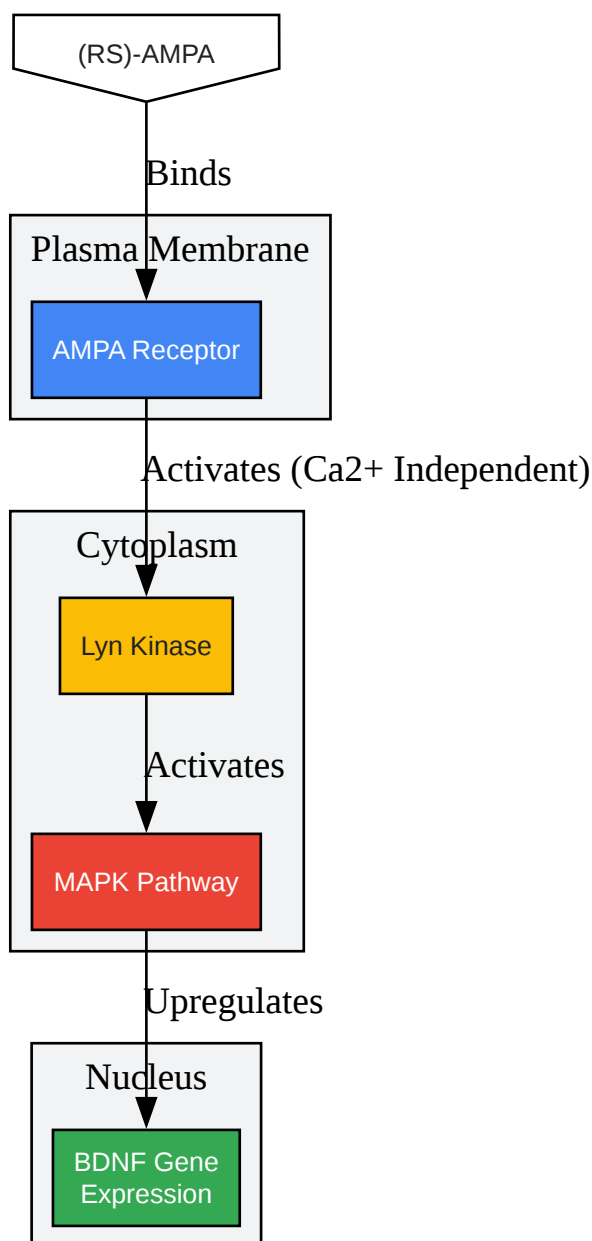 (RS)-AMPA
Binds
Plasma Membrane
AMPA Receptor
Activates (Ca2+ Independent)
Cytoplasm
Lyn Kinase
Activates
MAPK Pathway
Upregulates
Nucleus
BDNF Gene
Expression